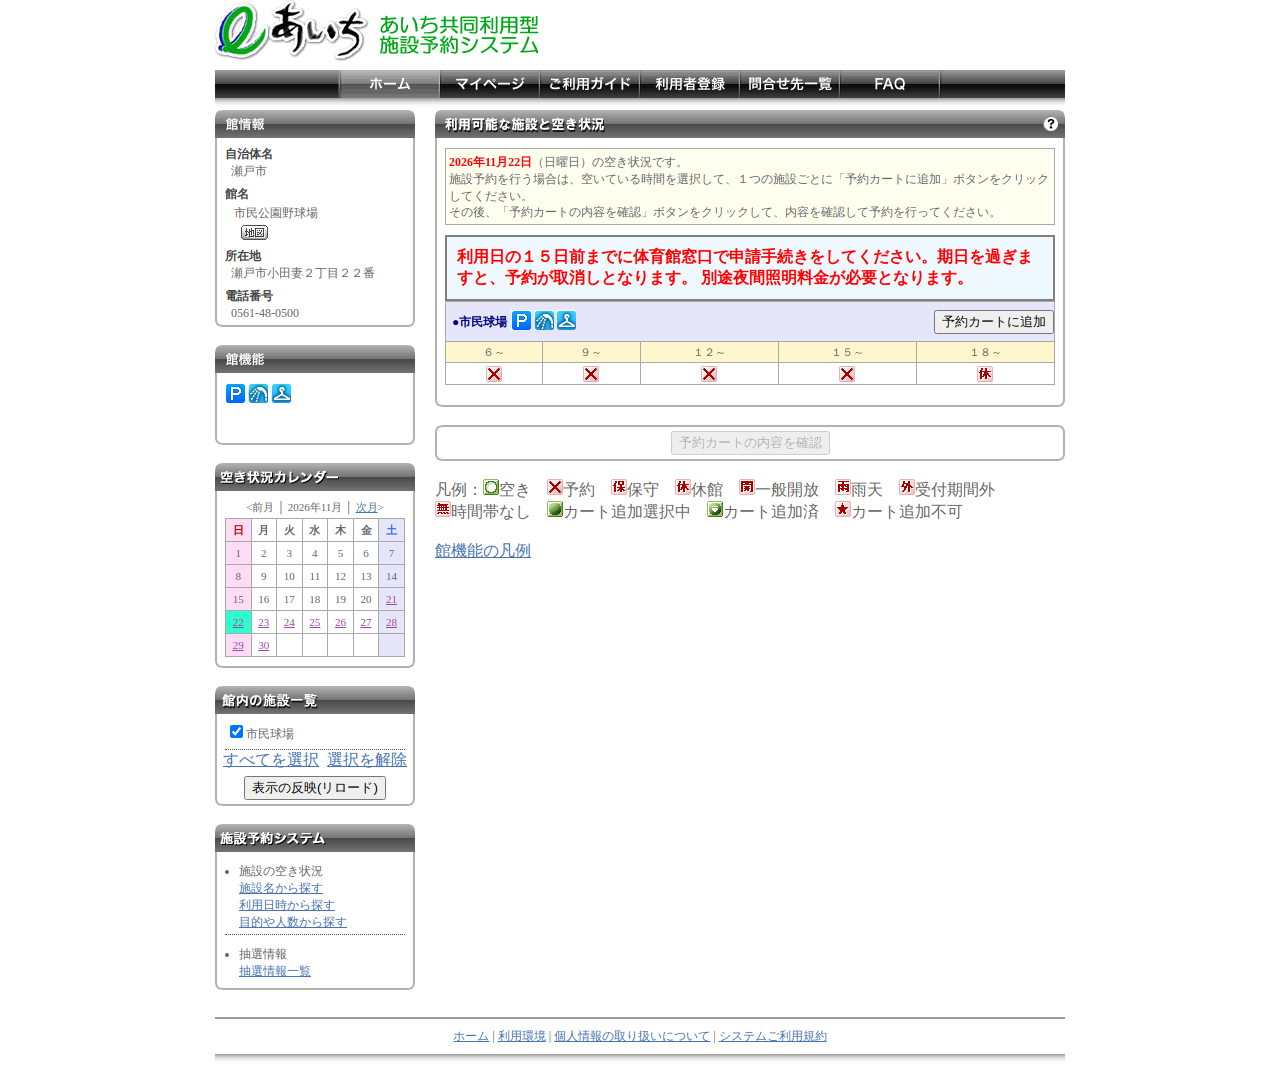 あいち
あいち共同利用型
施設予約システム
ホーム マイページ ご利用ガイド 利用者登録 問合せ先一覧 FAQ
館情報
自治体名
瀬戸市
館名
市民公園野球場
地図
所在地
瀬戸市小田妻２丁目２２番
電話番号
0561-48-0500
館機能
P
空き状況カレンダー
<前月 │ 2026年11月 │ 次月>
日 月 火 水 木 金 土
1 2 3 4 5 6 7
8 9 10 11 12 13 14
15 16 17 18 19 20 21
22 23 24 25 26 27 28
29 30
館内の施設一覧
市民球場
すべてを選択 選択を解除
表示の反映(リロード)
施設予約システム
施設の空き状況
施設名から探す
利用日時から探す
目的や人数から探す
抽選情報
抽選情報一覧
利用可能な施設と空き状況 ?
2026年11月22日（日曜日）の空き状況です。
施設予約を行う場合は、空いている時間を選択して、１つの施設ごとに「予約カートに追加」ボタンをクリック
してください。
その後、「予約カートの内容を確認」ボタンをクリックして、内容を確認して予約を行ってください。
利用日の１５日前までに体育館窓口で申請手続きをしてください。期日を過ぎま
すと、予約が取消しとなります。 別途夜間照明料金が必要となります。
●市民球場 P 予約カートに追加
６～ ９～ １２～ １５～ １８～
休
予約カートの内容を確認
凡例：空き 予約 保保守 休休館 開一般開放 雨雨天 外受付期間外
無時間帯なし カート追加選択中 カート追加済 カート追加不可
館機能の凡例
ホーム | 利用環境 | 個人情報の取り扱いについて | システムご利用規約